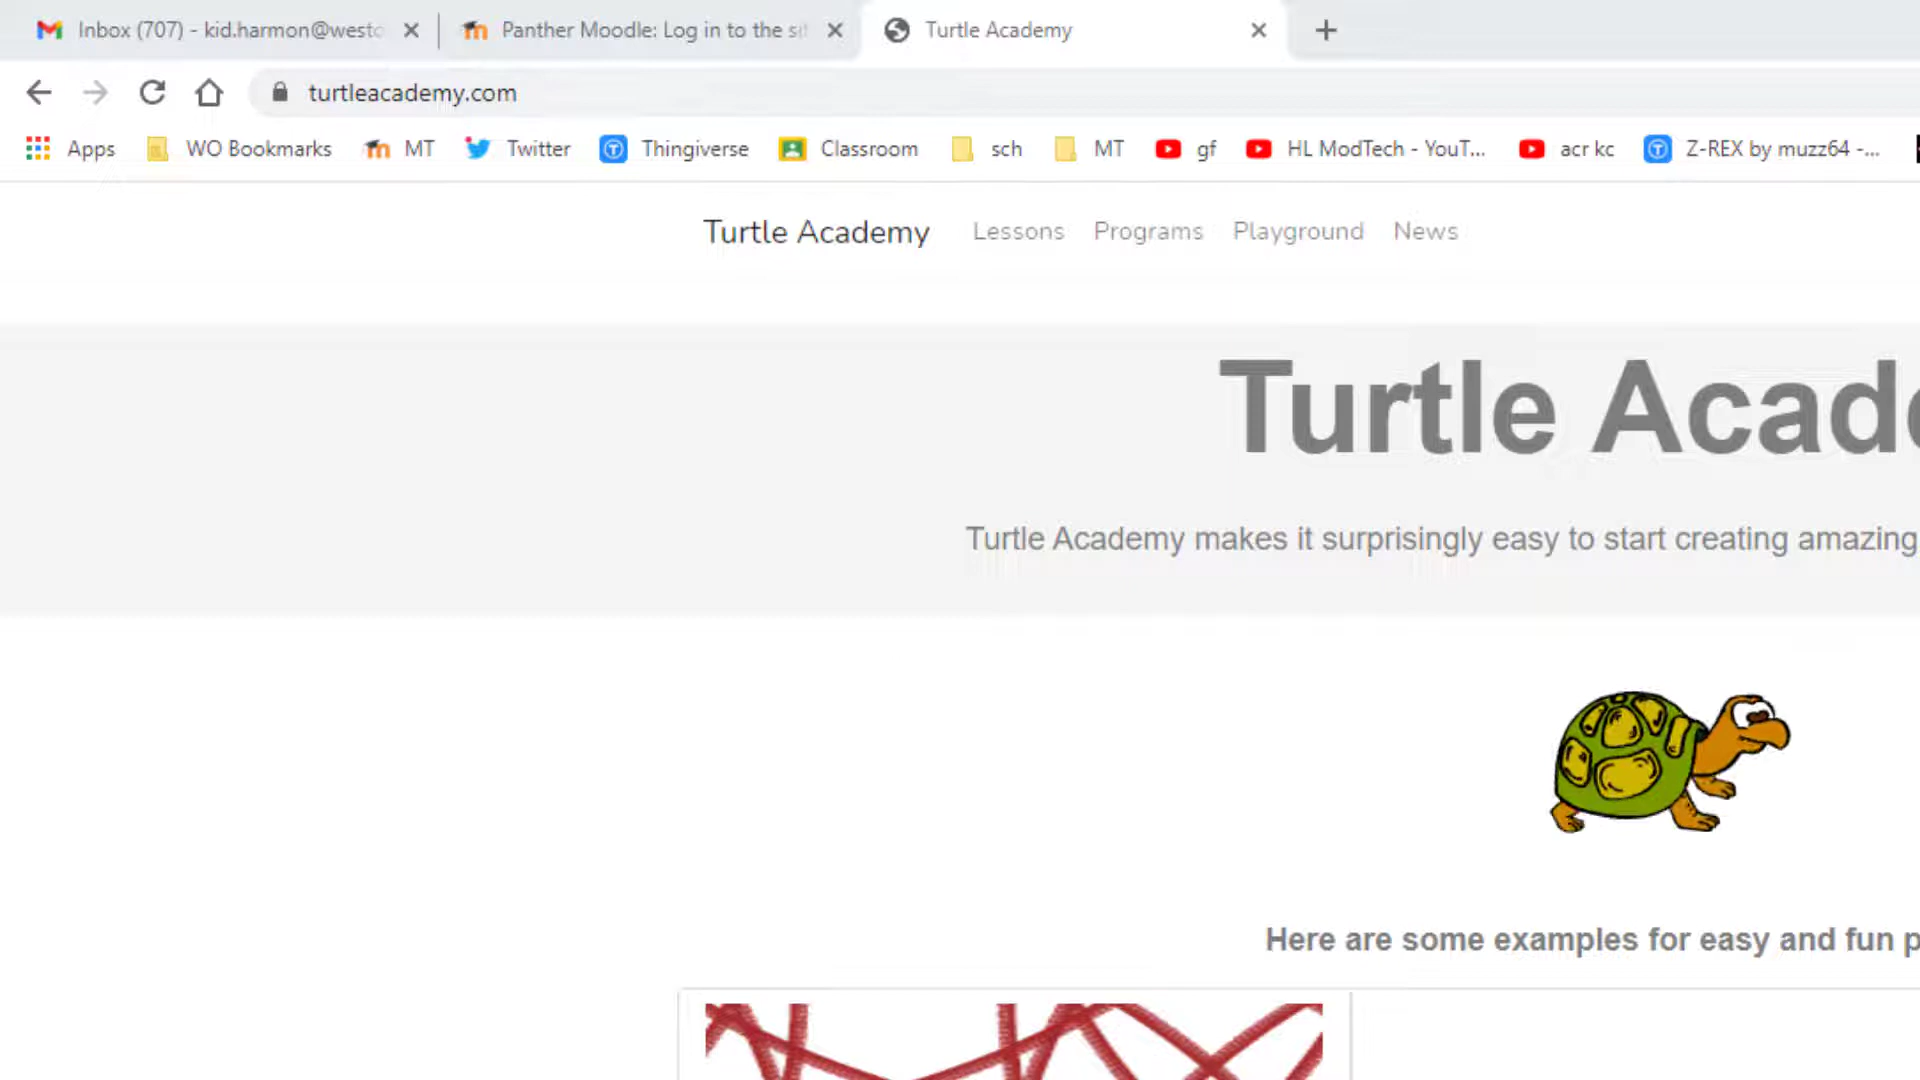 Inbox (707) - kid.harmon@westo
Panther Moodle: Log in to the sit
Turtle Academy
turtleacademy.com
Apps
WO Bookmarks
MT
Twitter
Thingiverse
Classroom
sch
MT
gf
HL ModTech - YouT...
acr kc
Z-REX by muzz64 -...
Turtle Academy
Lessons
Programs
Playground
News
Turtle Acade
Turtle Academy makes it surprisingly easy to start creating amazing
Here are some examples for easy and fun p